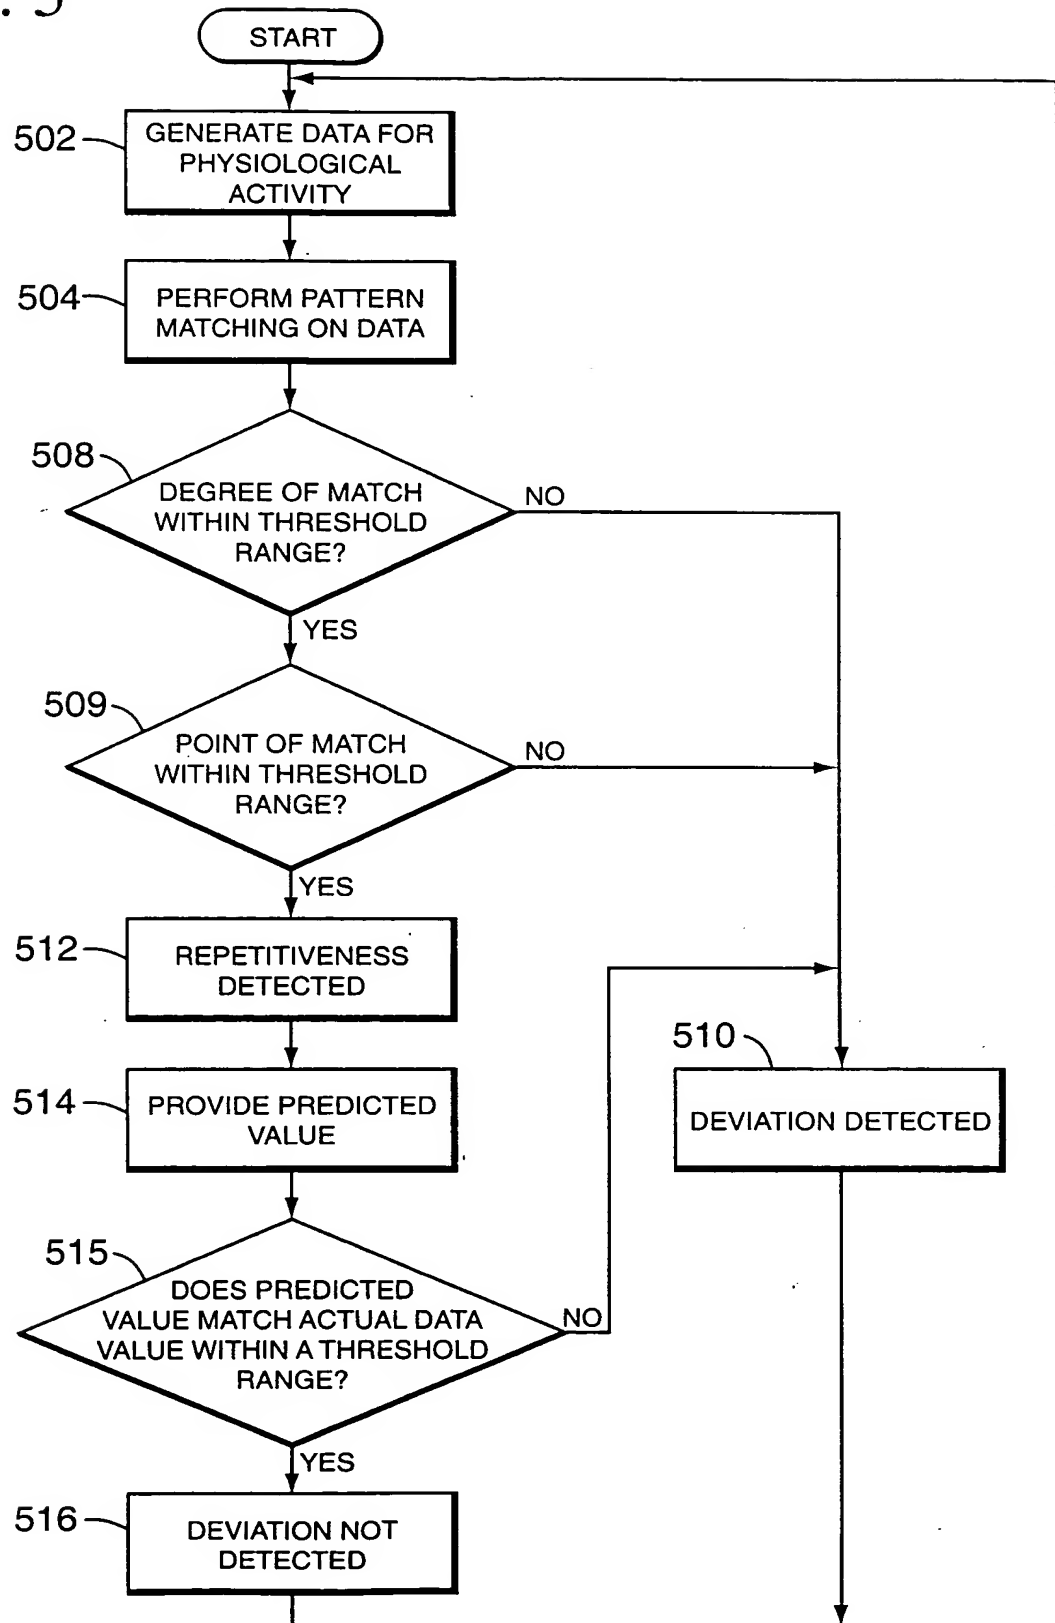 . 5
START
502
GENERATE DATA FOR
PHYSIOLOGICAL
ACTIVITY
504
PERFORM PATTERN
MATCHING ON DATA
508
DEGREE OF MATCH
WITHIN THRESHOLD
RANGE?
NO
YES
509
POINT OF MATCH
WITHIN THRESHOLD
RANGE?
NO
YES
512
REPETITIVENESS
DETECTED
514
PROVIDE PREDICTED
VALUE
510
DEVIATION DETECTED
515
DOES PREDICTED
VALUE MATCH ACTUAL DATA
VALUE WITHIN A THRESHOLD
RANGE?
NO
YES
516
DEVIATION NOT
DETECTED